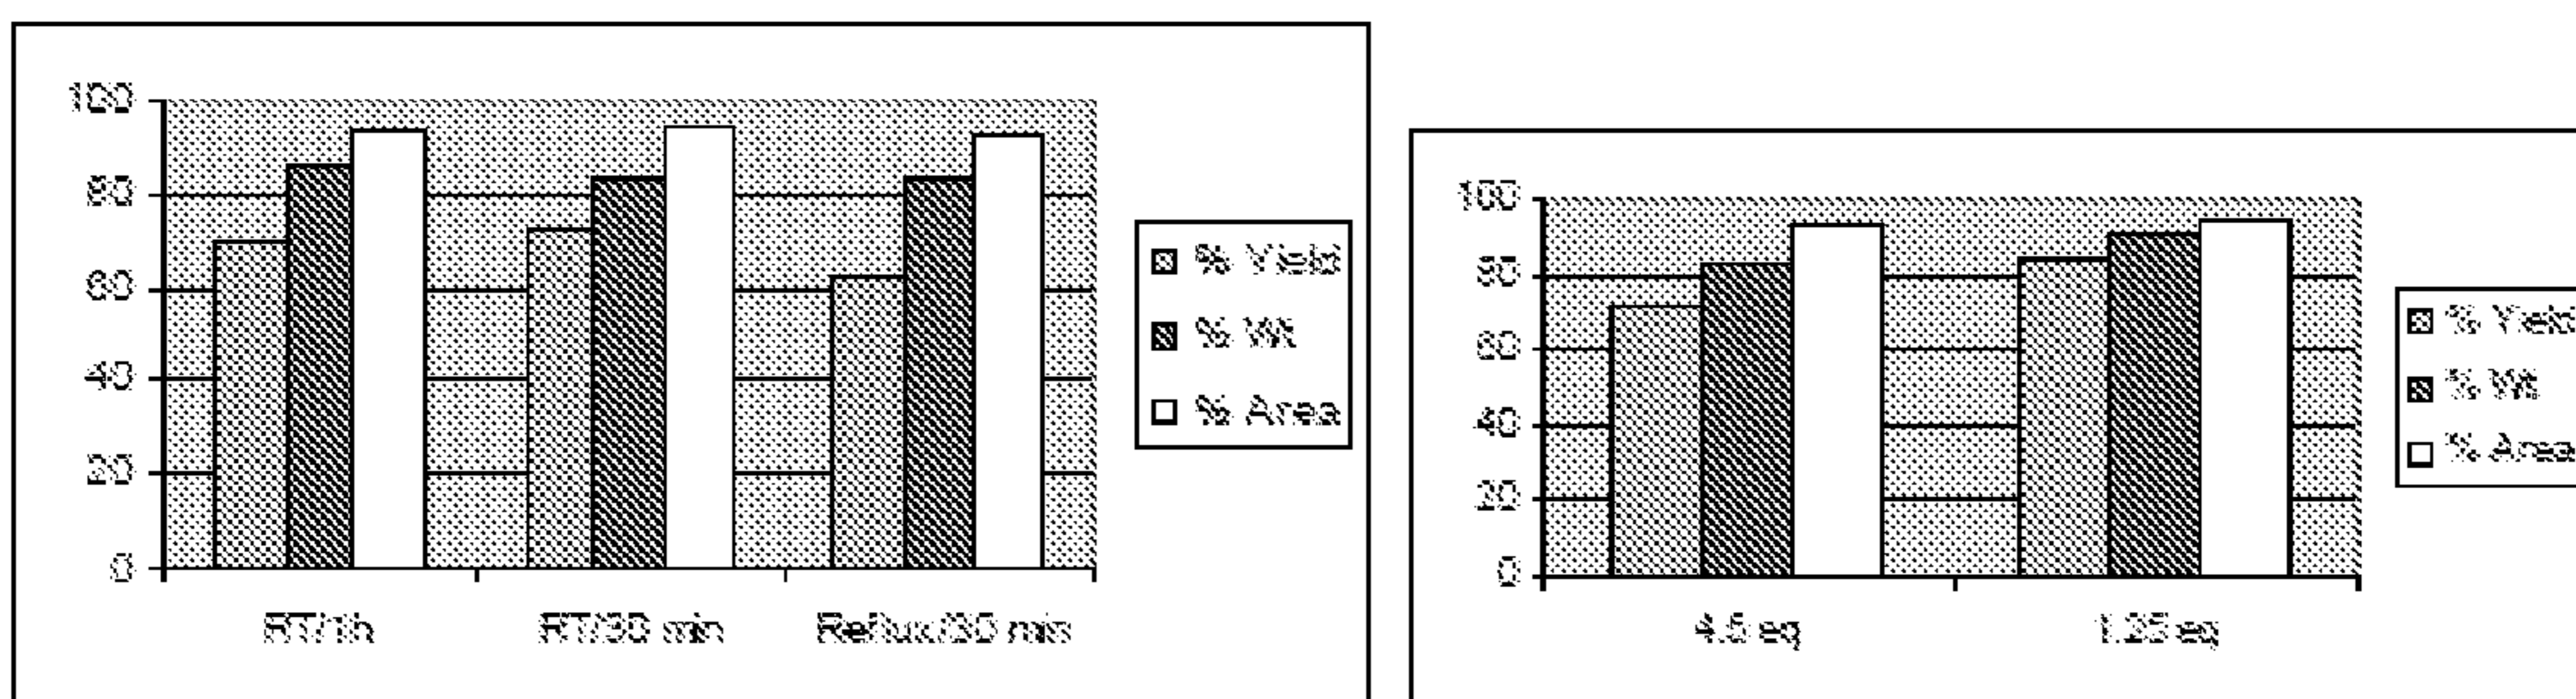 100
80
60
40
20
0
RT/1h
RT/30 min
Reflux/30 min
% Yield
% Wt
% Area
100
80
60
40
20
0
4.5 eq
1.25 eq
% Yield
% Wt
% Area